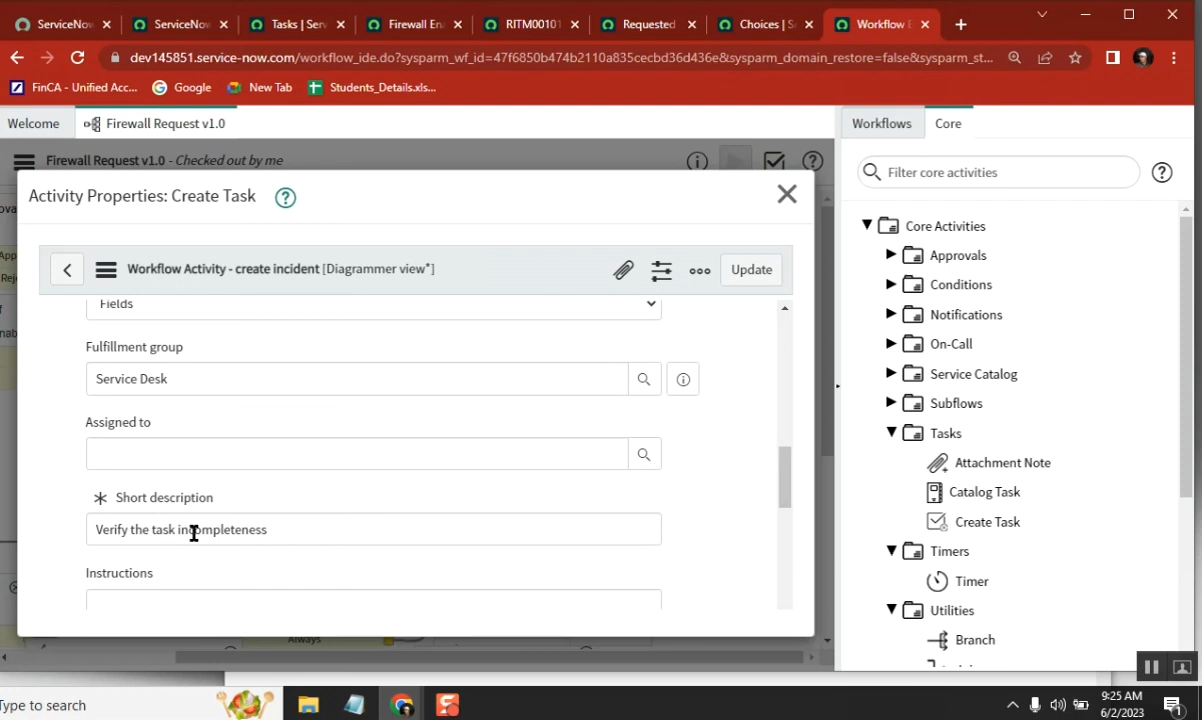 ServiceNo
ServiceNo
Tasks | Serv
Firewall En
RITM00101
Requested
Choices | S
Workflow E
dev145851.service-now.com/workflow_ide.do?sysparm_wf_id=47f6850b474b2110a835cecbd36d436e&sysparm_domain_restore=false&sysparm_st...
FinCA - Unified Acc...
Google
New Tab
Students_Details.xls...
Welcome
Firewall Request v1.0
Workflows
Core
Firewall Request v1.0 - Checked out by me
Filter core activities
Activity Properties: Create Task
Core Activities
Approvals
Workflow Activity - create incident [Diagrammer view*]
Update
Conditions
Fields
Notifications
Fulfillment group
On-Call
Service Desk
Service Catalog
Subflows
Assigned to
Tasks
Attachment Note
Short description
Catalog Task
Verify the task incompleteness
Create Task
Instructions
Timers
Timer
Utilities
Always
Branch
Type to search
9:25 AM
6/2/2023
1